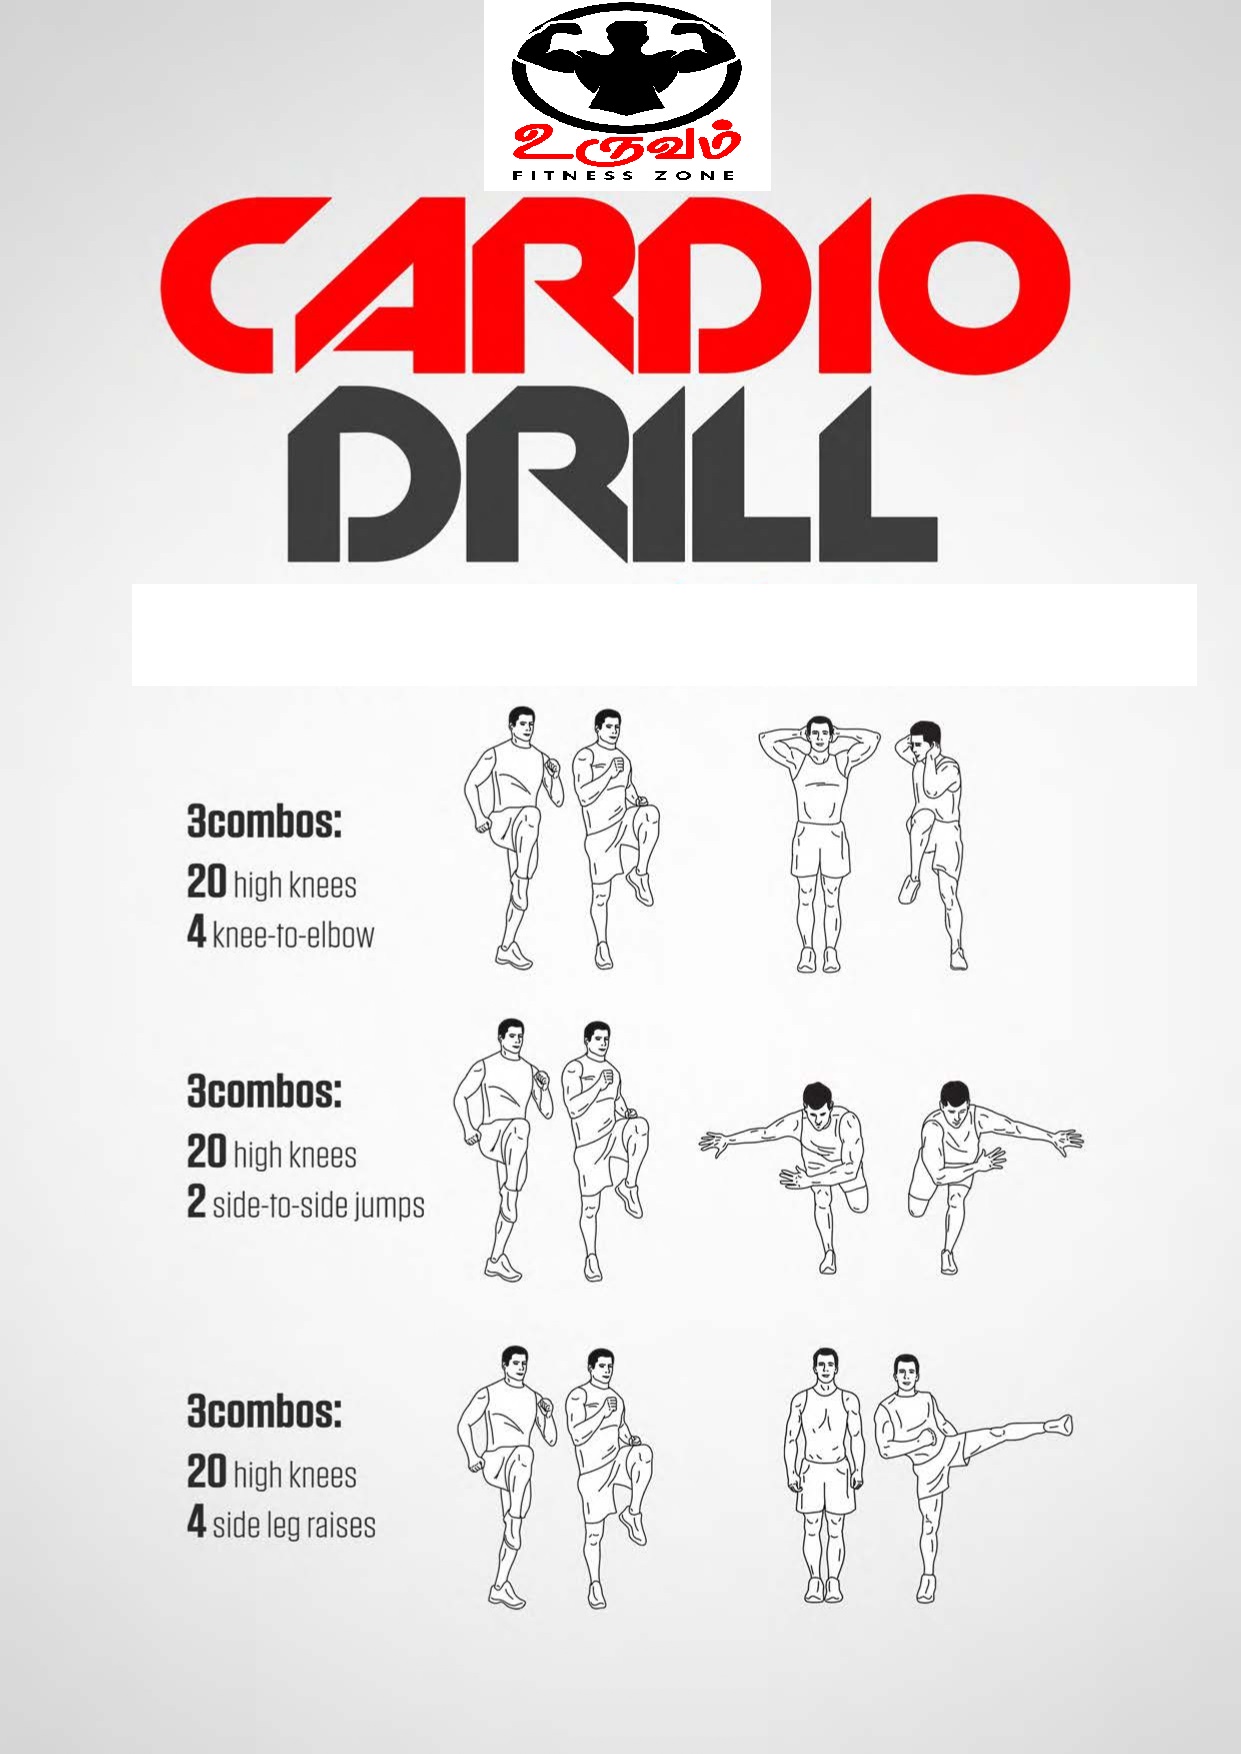 உருவம்
FITNESS ZONE
CARDIO
DRILL
3combos:
20 high knees
4 knee-to-elbow
3combos:
20 high knees
2 side-to-side jumps
3combos:
20 high knees
4 side leg raises